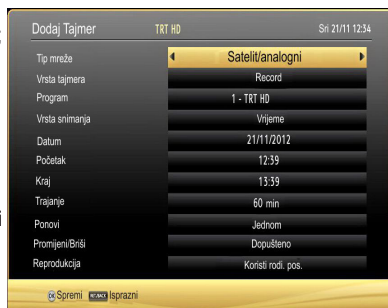 Dodaj Tajmer TRT HD Sri 21/11 12:34
Tip mreže Satelit/analogni
Vrsta tajmera Record
Program 1 - TRT HD
Vrsta snimanja Vrijeme
Datum 21/11/2012
Početak 12:39
Kraj 13:39
Trajanje 60 min
Ponovi Jednom
Promijeni/Briši Dopušteno
Reprodukcija Koristi rodi. pos.
OK Spremi RET./BACK Isprazni